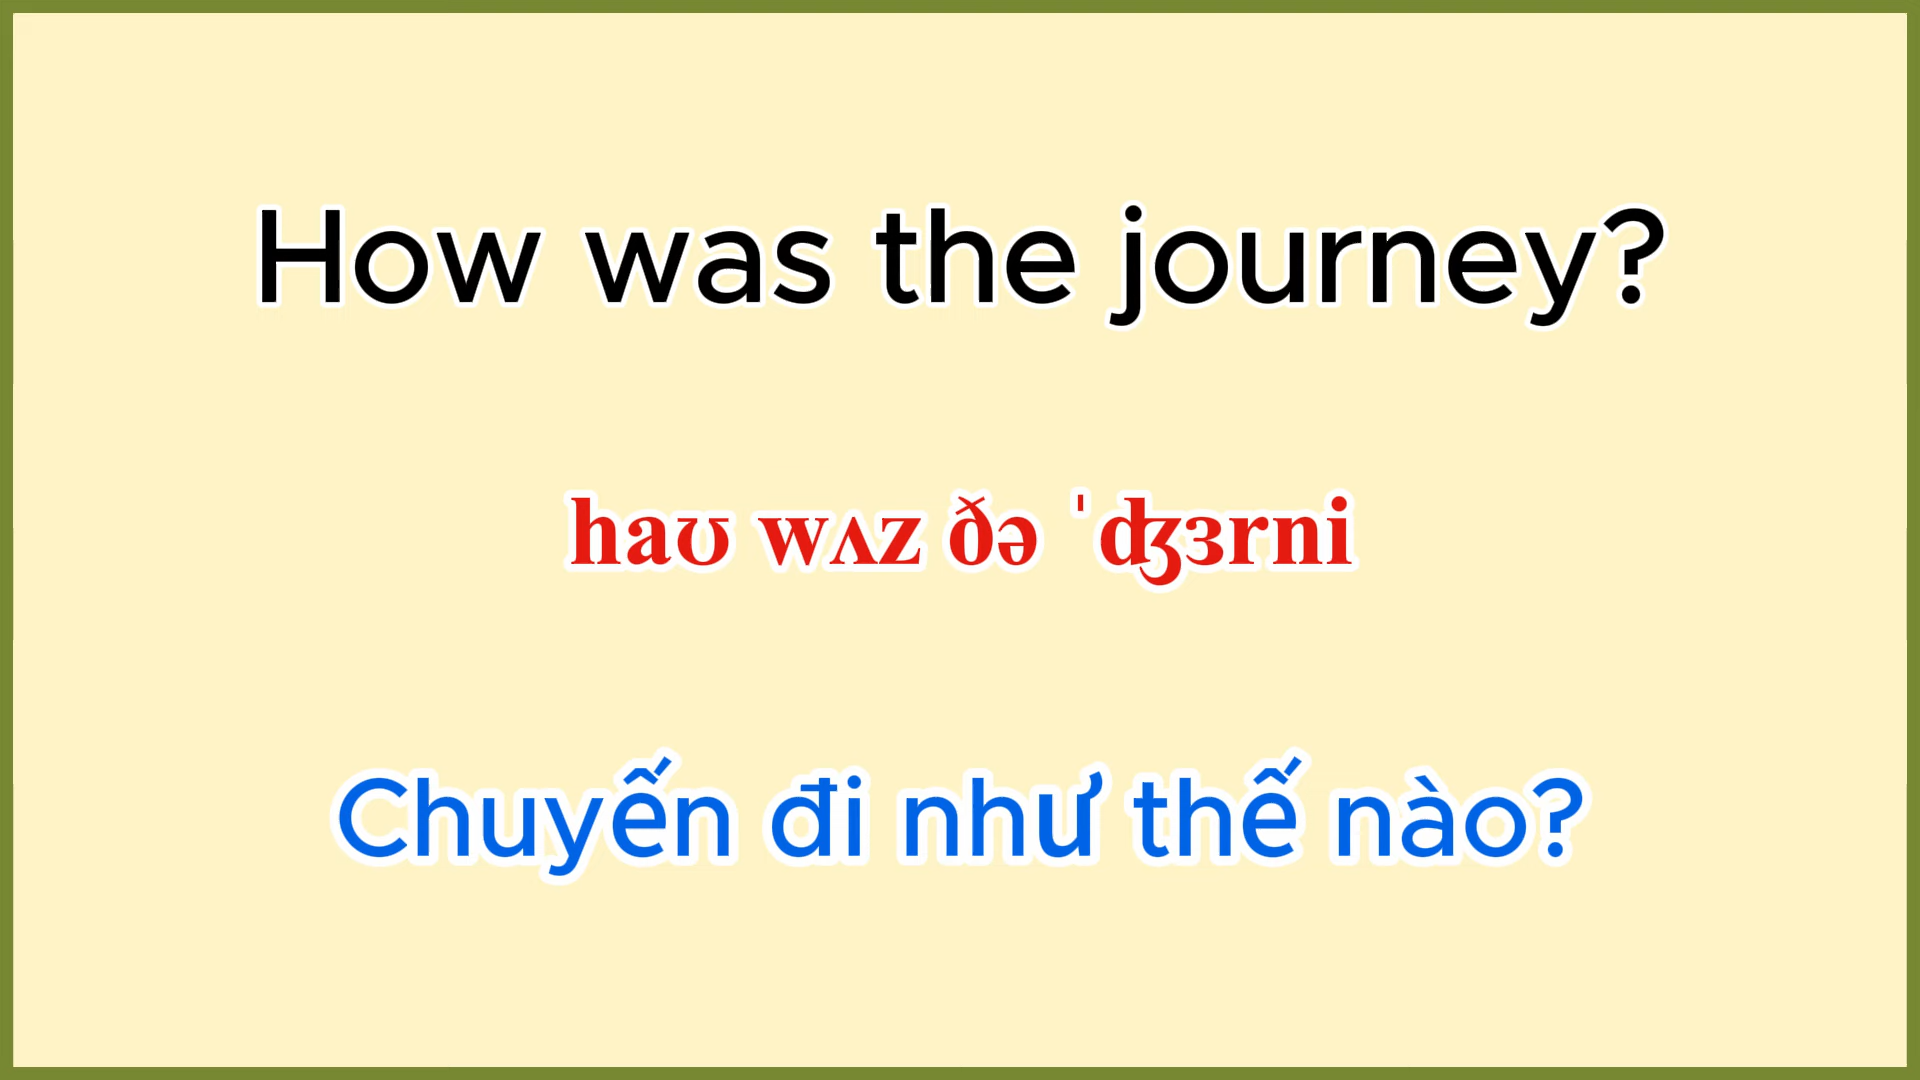 How was the journey?
haʊ wʌz ðə ˈʤɜrni
Chuyến đi như thế nào?